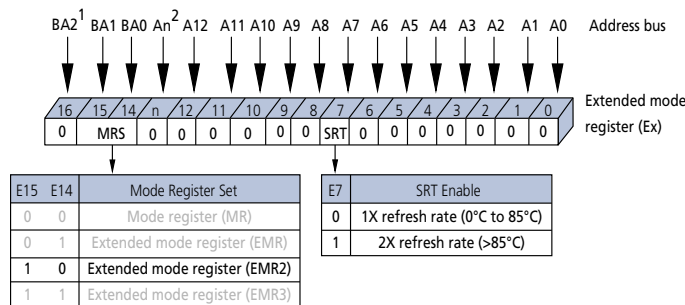 BA2¹ BA1 BA0 An² A12 A11 A10 A9 A8 A7 A6 A5 A4 A3 A2 A1 A0 Address bus
16 15 14 n 12 11 10 9 8 7 6 5 4 3 2 1 0 Extended mode
0 MRS 0 0 0 0 0 0 SRT 0 0 0 0 0 0 0 register (Ex)
E15 E14 Mode Register Set
0 0 Mode register (MR)
0 1 Extended mode register (EMR)
1 0 Extended mode register (EMR2)
1 1 Extended mode register (EMR3)
E7 SRT Enable
0 1X refresh rate (0°C to 85°C)
1 2X refresh rate (>85°C)